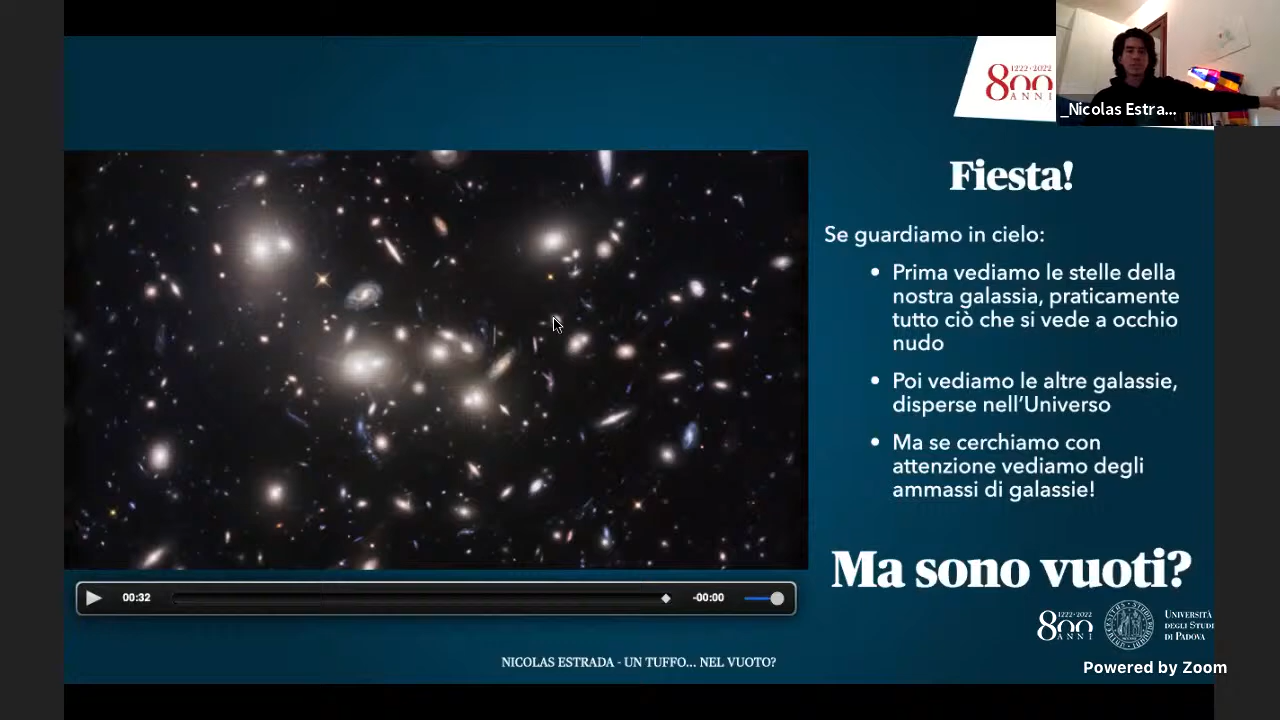 1222·2022
800
ANNI
_Nicolas Estra...
Fiesta!
Se guardiamo in cielo:
• Prima vediamo le stelle della
nostra galassia, praticamente
tutto ciò che si vede a occhio
nudo
• Poi vediamo le altre galassie,
disperse nell’Universo
• Ma se cerchiamo con
attenzione vediamo degli
ammassi di galassie!
Ma sono vuoti?
00:32
-00:00
1222·2022
800
ANNI
UNIVERSITÀ
DEGLI STUDI
DI PADOVA
NICOLAS ESTRADA - UN TUFFO... NEL VUOTO?
Powered by Zoom